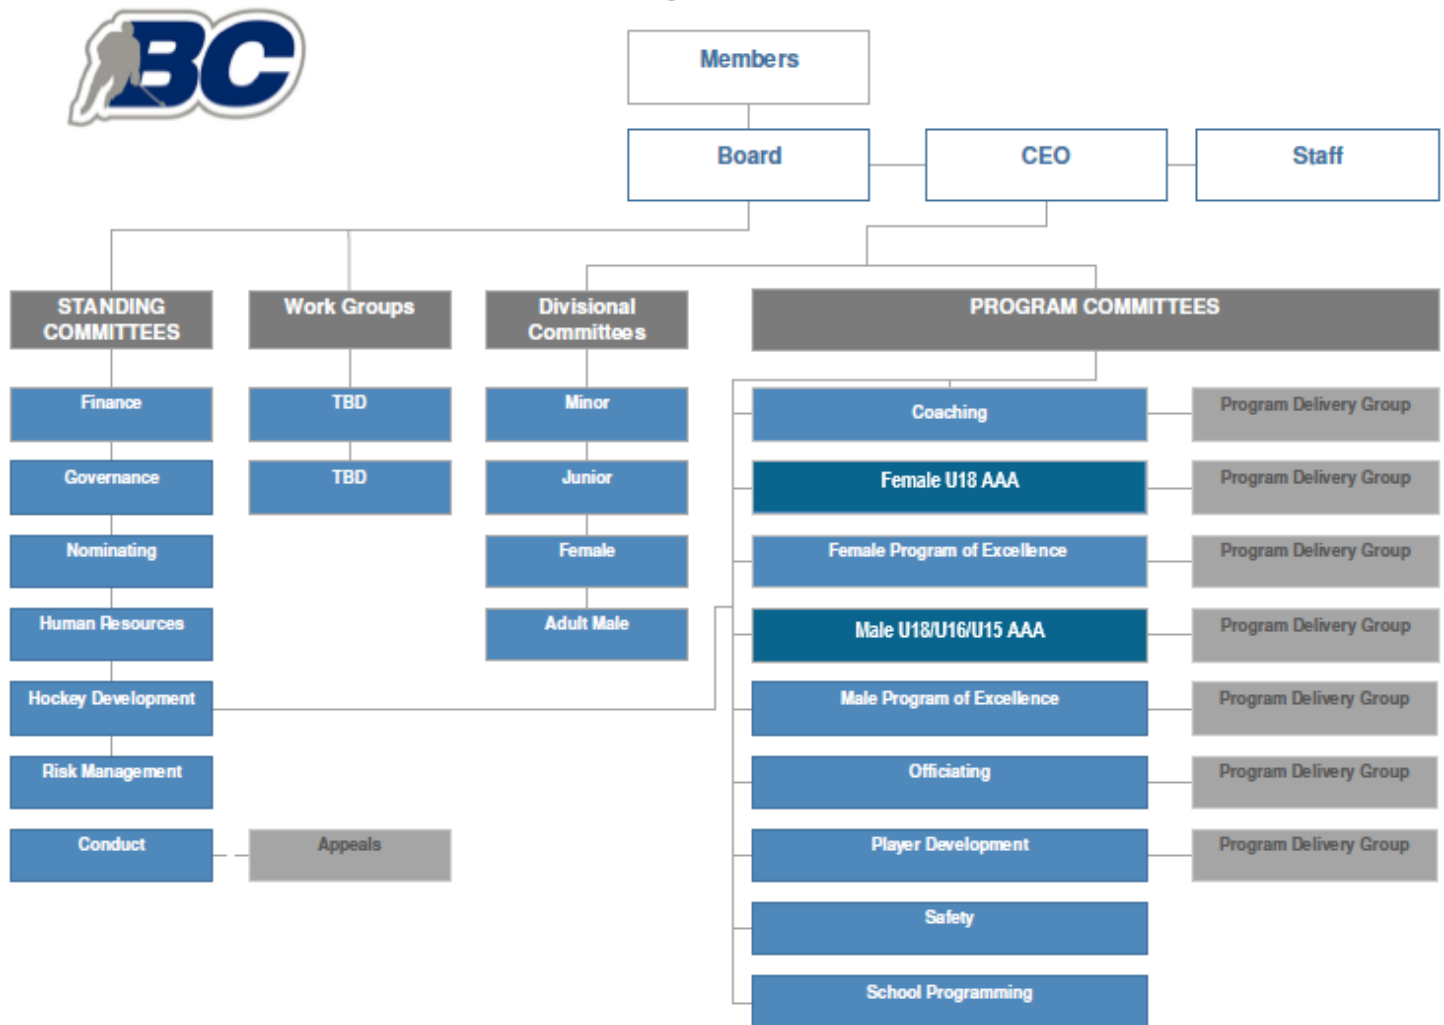 BC
Members
Board
CEO
Staff
STANDING
COMMITTEES
Work Groups
Divisional
Committees
PROGRAM COMMITTEES
Finance
TBD
Minor
Coaching
Program Delivery Group
Governance
TBD
Junior
Female U18 AAA
Program Delivery Group
Nominating
Female
Female Program of Excellence
Program Delivery Group
Human Resources
Adult Male
Male U18/U16/U15 AAA
Program Delivery Group
Hockey Development
Male Program of Excellence
Program Delivery Group
Risk Management
Officiating
Program Delivery Group
Conduct
Appeals
Player Development
Program Delivery Group
Safety
School Programming